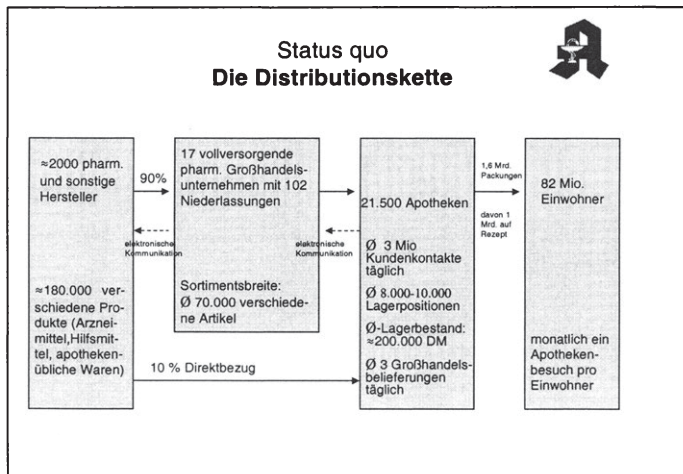 Status quo
Die Distributionskette
≈2000 pharm.
und sonstige
Hersteller
≈180.000 ver-
schiedene Pro-
dukte (Arznei
mittel,Hilfsmit-
tel, apotheken-
übliche Waren)
90%
elektronische
Kommunikation
10 % Direktbezug
17 vollversorgende
pharm. Großhandels-
unternehmen mit 102
Niederlassungen
Sortimentsbreite:
Ø 70.000 verschiede-
ne Artikel
elektronische
Kommunikation
21.500 Apotheken
Ø 3 Mio
Kundenkontakte
täglich
Ø 8.000-10.000
Lagerpositionen
Ø-Lagerbestand:
≈200.000 DM
Ø 3 Großhandels-
belieferungen
täglich
1,6 Mrd.
Packungen
davon 1
Mrd. auf
Rezept
82 Mio.
Einwohner
monatlich ein
Apotheken-
besuch pro
Einwohner